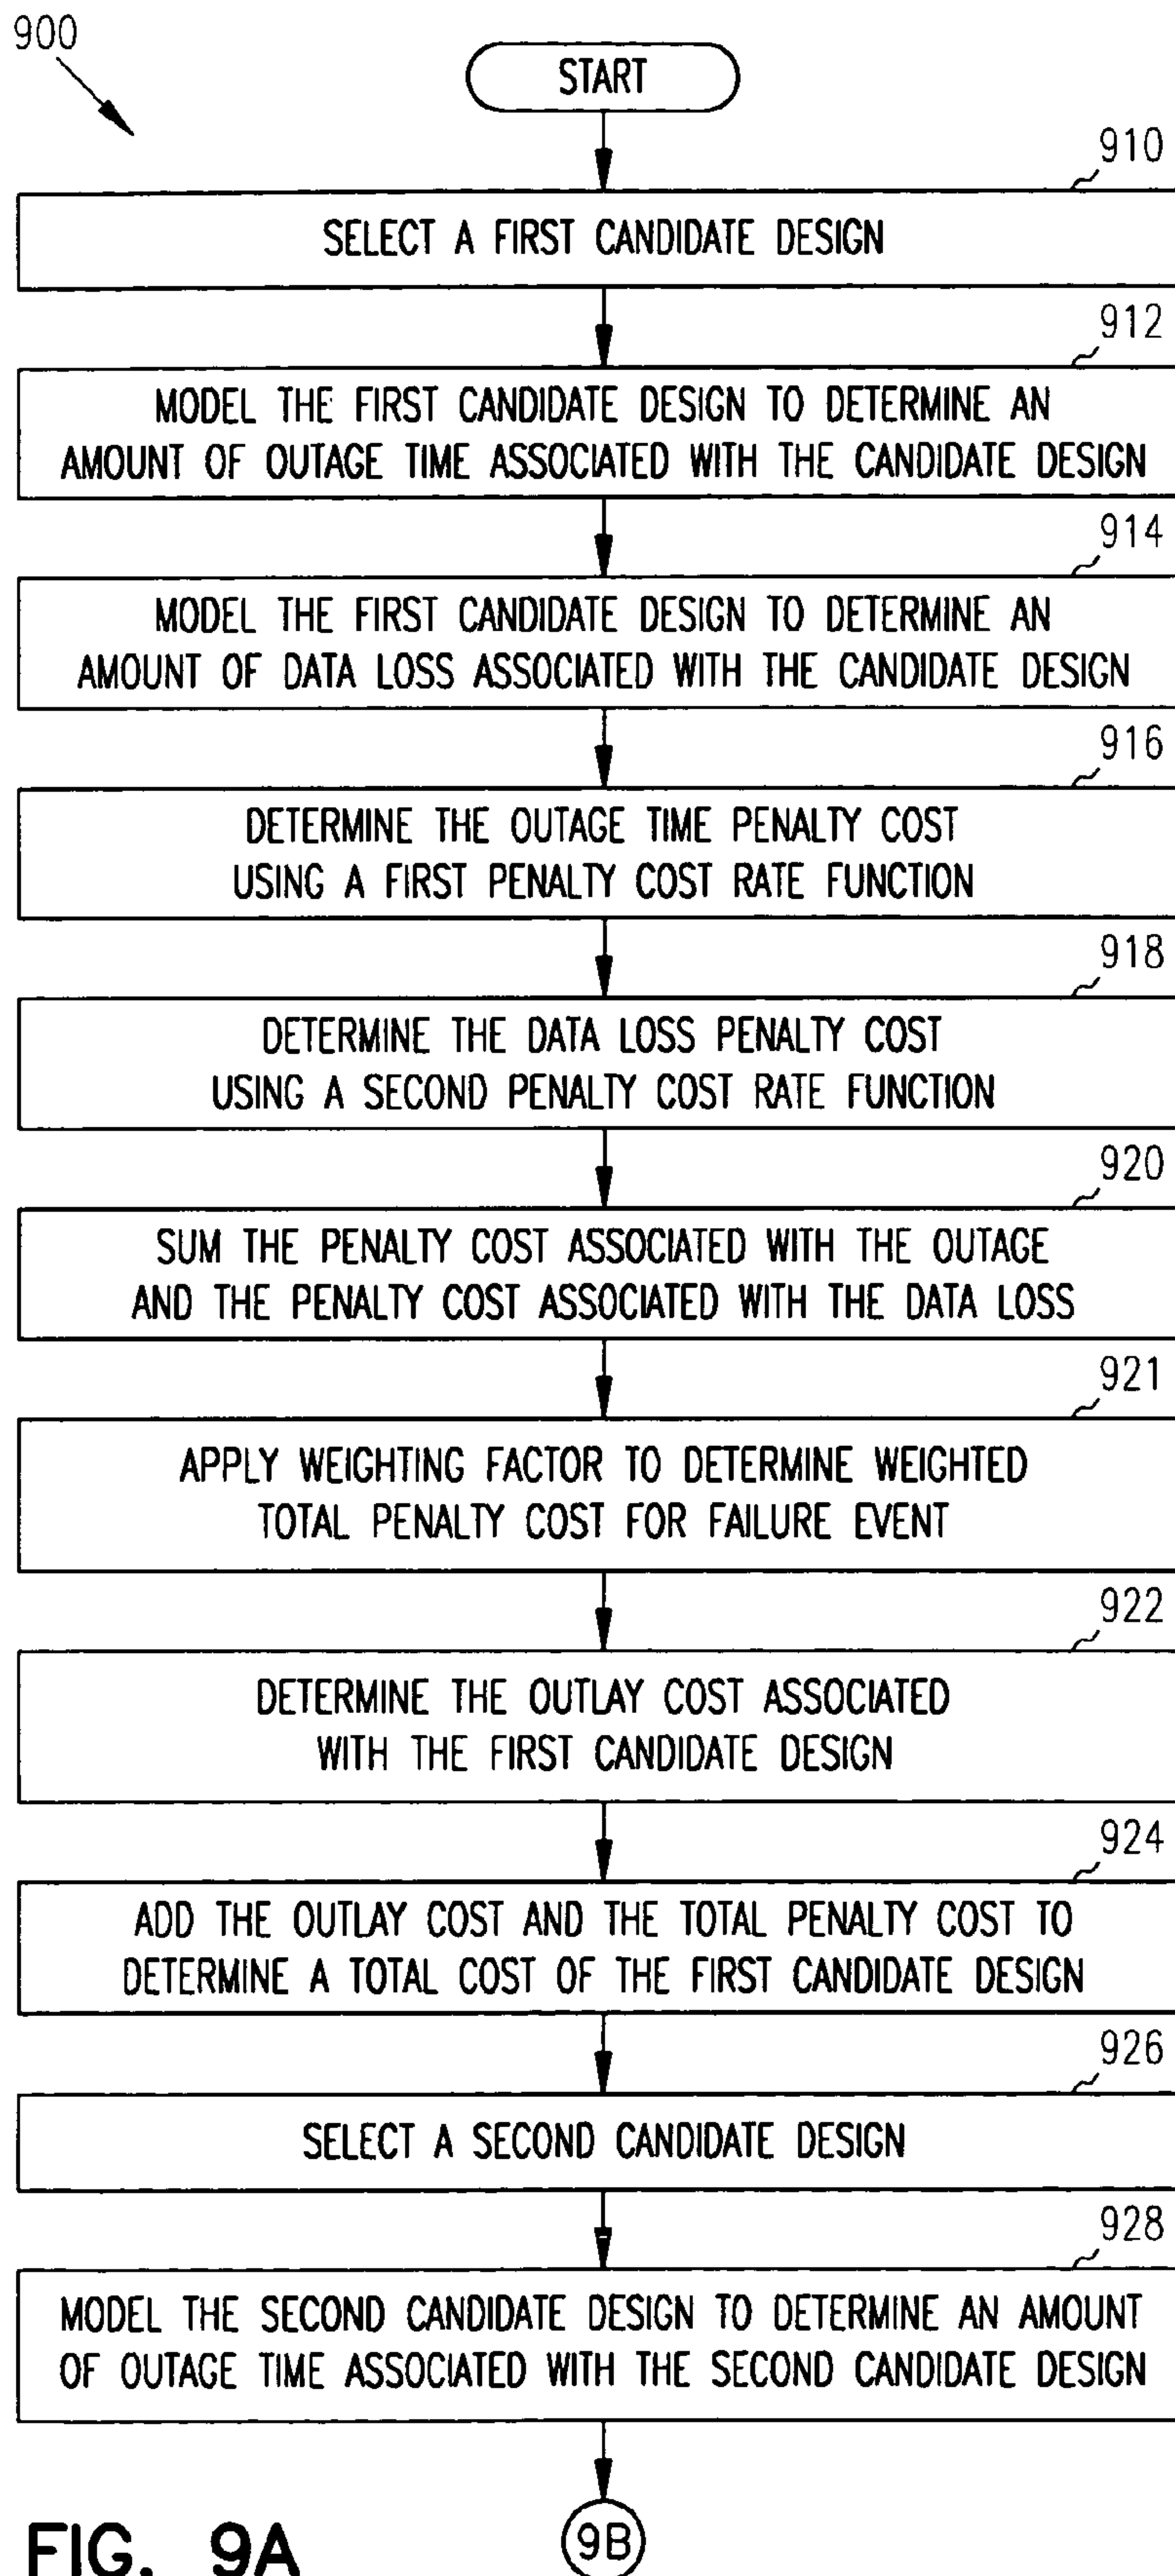 900
START
910
SELECT A FIRST CANDIDATE DESIGN
912
MODEL THE FIRST CANDIDATE DESIGN TO DETERMINE AN
AMOUNT OF OUTAGE TIME ASSOCIATED WITH THE CANDIDATE DESIGN
914
MODEL THE FIRST CANDIDATE DESIGN TO DETERMINE AN
AMOUNT OF DATA LOSS ASSOCIATED WITH THE CANDIDATE DESIGN
916
DETERMINE THE OUTAGE TIME PENALTY COST
USING A FIRST PENALTY COST RATE FUNCTION
918
DETERMINE THE DATA LOSS PENALTY COST
USING A SECOND PENALTY COST RATE FUNCTION
920
SUM THE PENALTY COST ASSOCIATED WITH THE OUTAGE
AND THE PENALTY COST ASSOCIATED WITH THE DATA LOSS
921
APPLY WEIGHTING FACTOR TO DETERMINE WEIGHTED
TOTAL PENALTY COST FOR FAILURE EVENT
922
DETERMINE THE OUTLAY COST ASSOCIATED
WITH THE FIRST CANDIDATE DESIGN
924
ADD THE OUTLAY COST AND THE TOTAL PENALTY COST TO
DETERMINE A TOTAL COST OF THE FIRST CANDIDATE DESIGN
926
SELECT A SECOND CANDIDATE DESIGN
928
MODEL THE SECOND CANDIDATE DESIGN TO DETERMINE AN AMOUNT
OF OUTAGE TIME ASSOCIATED WITH THE SECOND CANDIDATE DESIGN
9B
FIG. 9A